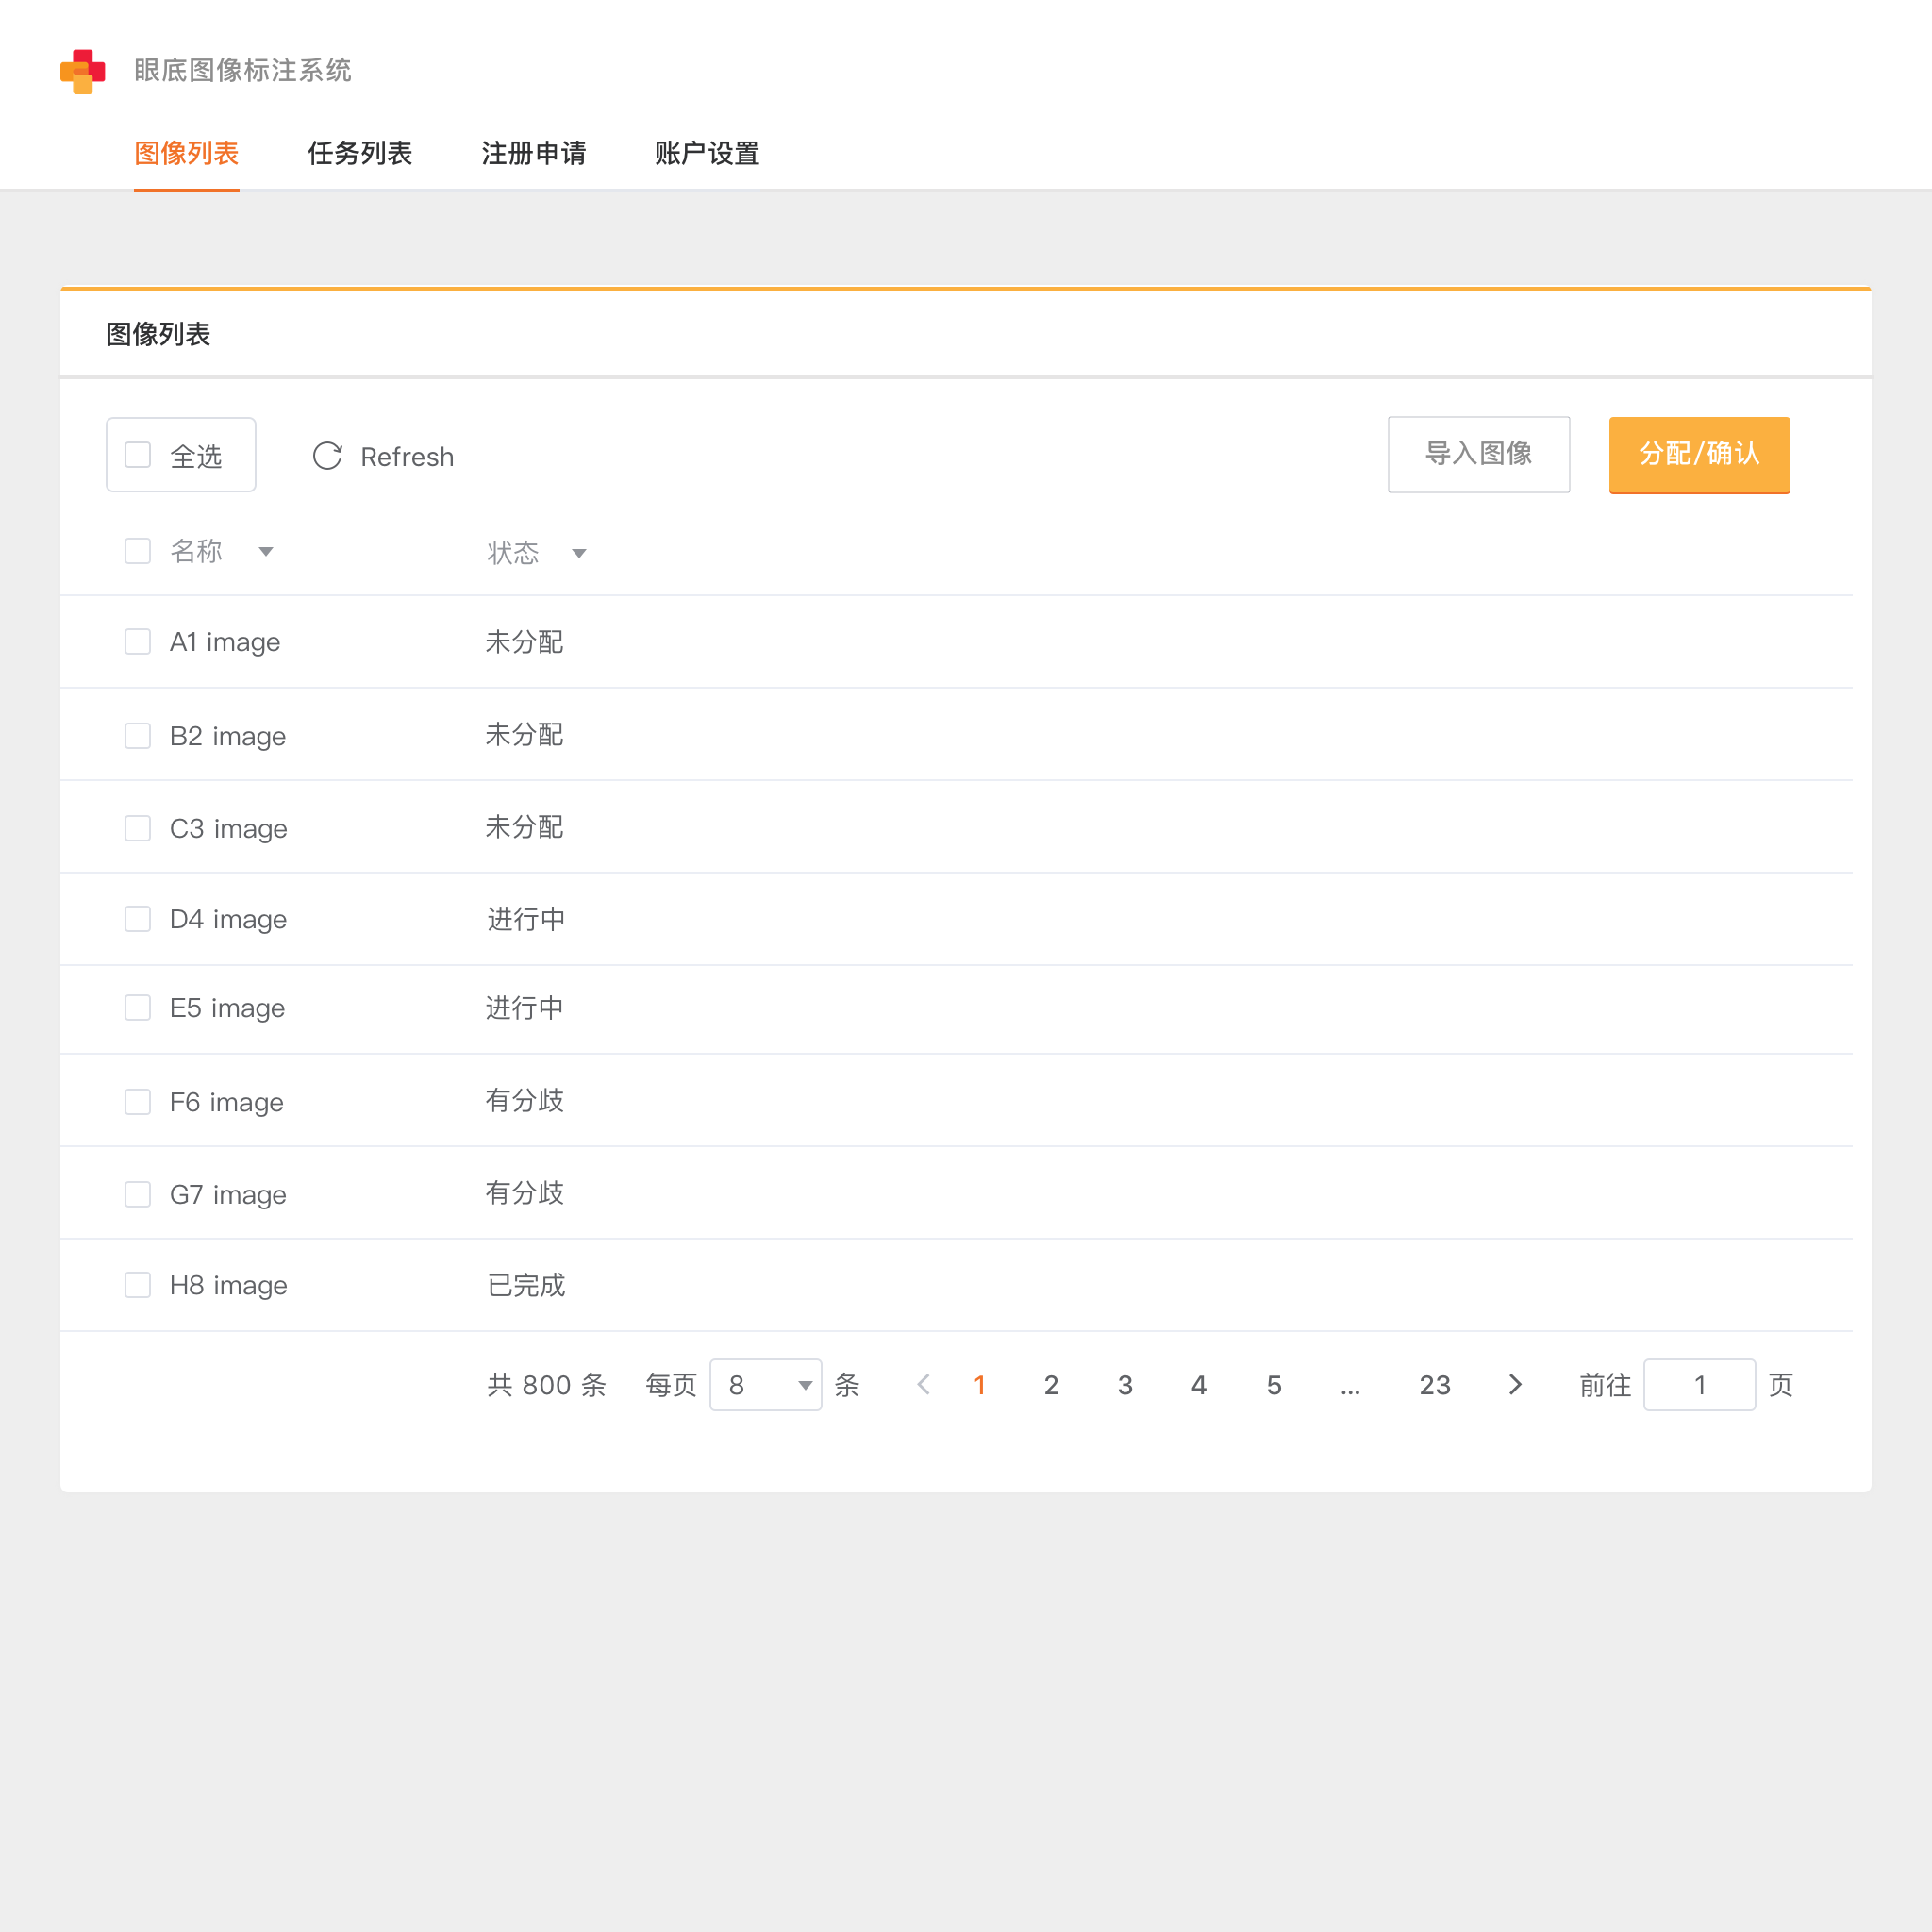 眼底图像标注系统
图像列表 任务列表 注册申请 账户设置
图像列表
全选 Refresh 导入图像 分配/确认
名称 状态
A1 image 未分配
B2 image 未分配
C3 image 未分配
D4 image 进行中
E5 image 进行中
F6 image 有分歧
G7 image 有分歧
H8 image 已完成
共 800 条 每页 8 条 1 2 3 4 5 ... 23 前往 1 页